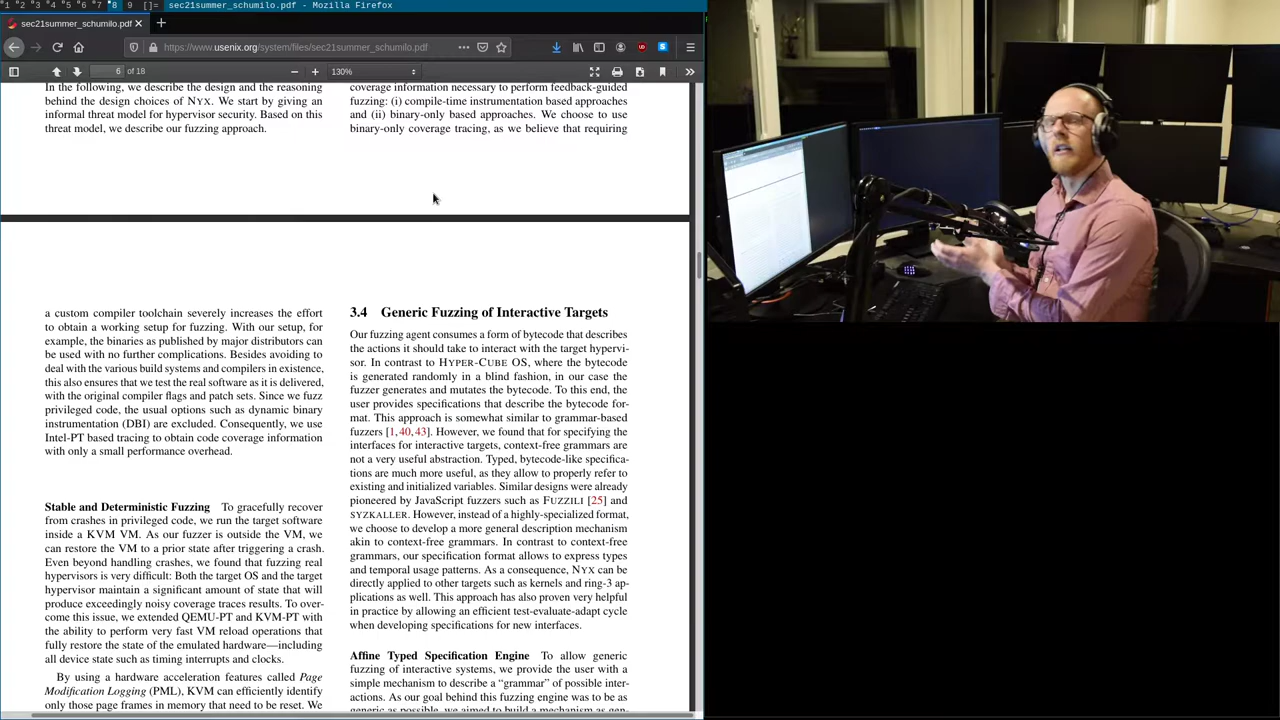 1 2 3 4 5 6 7 8 9 []= sec21summer_schumilo.pdf - Mozilla Firefox
sec21summer_schumilo.pdf
https://www.usenix.org/system/files/sec21summer_schumilo.pdf
6 of 18
130%
In the following, we describe the design and the reasoning
behind the design choices of NYX. We start by giving an
informal threat model for hypervisor security. Based on this
threat model, we describe our fuzzing approach.
coverage information necessary to perform feedback-guided
fuzzing: (i) compile-time instrumentation based approaches
and (ii) binary-only based approaches. We choose to use
binary-only coverage tracing, as we believe that requiring
a custom compiler toolchain severely increases the effort
to obtain a working setup for fuzzing. With our setup, for
example, the binaries as published by major distributors can
be used with no further complications. Besides avoiding to
deal with the various build systems and compilers in existence,
this also ensures that we test the real software as it is delivered,
with the original compiler flags and patch sets. Since we fuzz
privileged code, the usual options such as dynamic binary
instrumentation (DBI) are excluded. Consequently, we use
Intel-PT based tracing to obtain code coverage information
with only a small performance overhead.
Stable and Deterministic Fuzzing To gracefully recover
from crashes in privileged code, we run the target software
inside a KVM VM. As our fuzzer is outside the VM, we
can restore the VM to a prior state after triggering a crash.
Even beyond handling crashes, we found that fuzzing real
hypervisors is very difficult: Both the target OS and the target
hypervisor maintain a significant amount of state that will
produce exceedingly noisy coverage traces results. To over-
come this issue, we extended QEMU-PT and KVM-PT with
the ability to perform very fast VM reload operations that
fully restore the state of the emulated hardware—including
all device state such as timing interrupts and clocks.
By using a hardware acceleration features called Page
Modification Logging (PML), KVM can efficiently identify
only those page frames in memory that need to be reset. We
3.4 Generic Fuzzing of Interactive Targets
Our fuzzing agent consumes a form of bytecode that describes
the actions it should take to interact with the target hypervi-
sor. In contrast to HYPER-CUBE OS, where the bytecode
is generated randomly in a blind fashion, in our case the
fuzzer generates and mutates the bytecode. To this end, the
user provides specifications that describe the bytecode for-
mat. This approach is somewhat similar to grammar-based
fuzzers [1,40,43]. However, we found that for specifying the
interfaces for interactive targets, context-free grammars are
not a very useful abstraction. Typed, bytecode-like specifica-
tions are much more useful, as they allow to properly refer to
existing and initialized variables. Similar designs were already
pioneered by JavaScript fuzzers such as FUZZILI [25] and
SYZKALLER. However, instead of a highly-specialized format,
we choose to develop a more general description mechanism
akin to context-free grammars. In contrast to context-free
grammars, our specification format allows to express types
and temporal usage patterns. As a consequence, NYX can be
directly applied to other targets such as kernels and ring-3 ap-
plications as well. This approach has also proven very helpful
in practice by allowing an efficient test-evaluate-adapt cycle
when developing specifications for new interfaces.
Affine Typed Specification Engine To allow generic
fuzzing of interactive systems, we provide the user with a
simple mechanism to describe a “grammar” of possible inter-
actions. As our goal behind this fuzzing engine was to be as
generic as possible, we aimed to build a mechanism as gen-